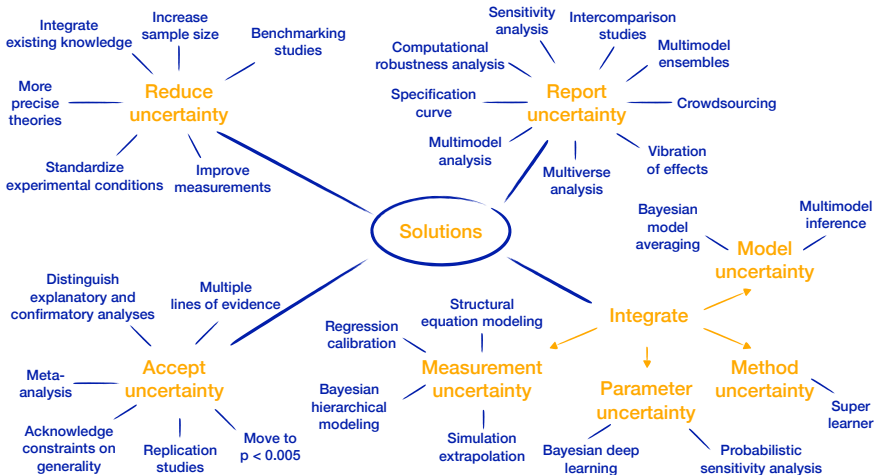 Integrate
existing knowledge
Increase
sample size
Benchmarking
studies
More
precise
theories
Reduce
uncertainty
Standardize
experimental conditions
Improve
measurements
Sensitivity
analysis
Intercomparison
studies
Computational
robustness analysis
Multimodel
ensembles
Specification
curve
Report
uncertainty
Crowdsourcing
Multimodel
analysis
Multiverse
analysis
Vibration
of effects
Solutions
Distinguish
explanatory and
confirmatory analyses
Multiple
lines of evidence
Accept
uncertainty
Meta-
analysis
Acknowledge
constraints on
generality
Replication
studies
Move to
p < 0.005
Integrate
Bayesian
model
averaging
Multimodel
inference
Model
uncertainty
Structural
equation modeling
Regression
calibration
Measurement
uncertainty
Bayesian
hierarchical
modeling
Simulation
extrapolation
Parameter
uncertainty
Bayesian deep
learning
Probabilistic
sensitivity analysis
Method
uncertainty
Super
learner